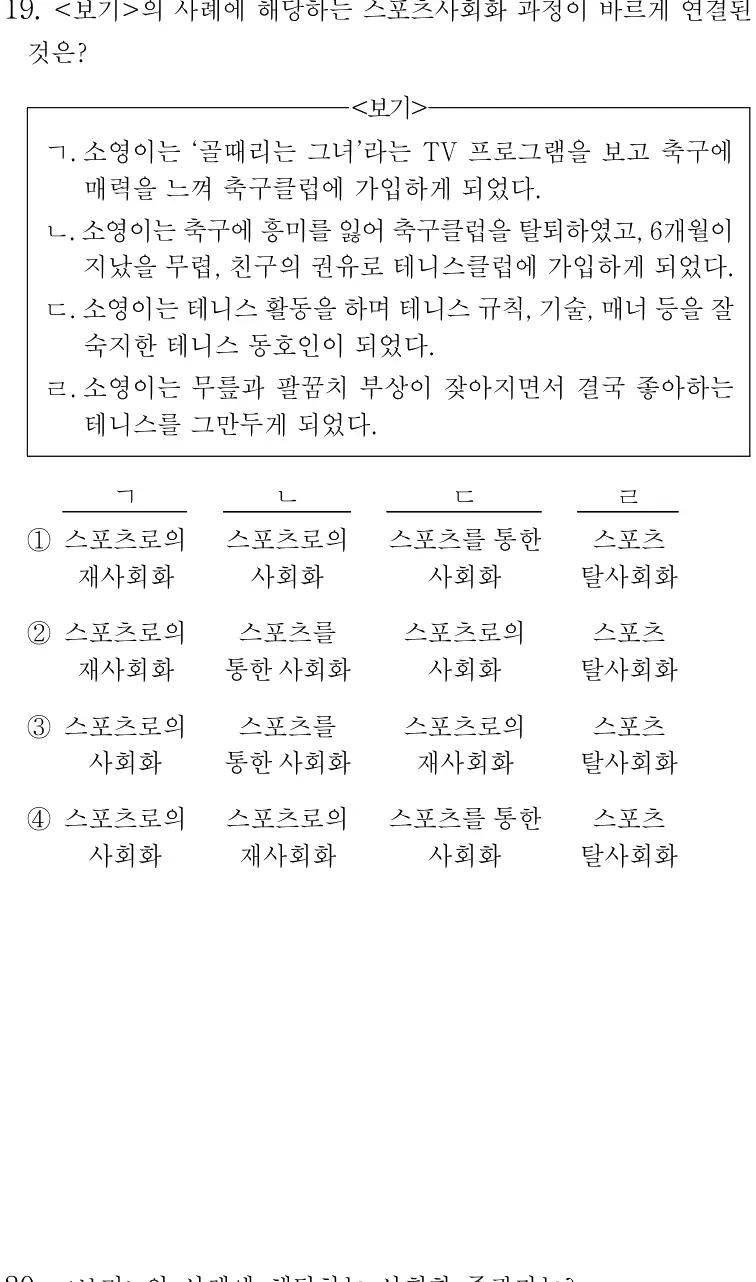 19. <보기>의 사례에 해당하는 스포츠사회화 과정이 바르게 연결된
것은?
<보기>
ㄱ. 소영이는 ‘골때리는 그녀’라는 TV 프로그램을 보고 축구에
매력을 느껴 축구클럽에 가입하게 되었다.
ㄴ. 소영이는 축구에 흥미를 잃어 축구클럽을 탈퇴하였고, 6개월이
지났을 무렵, 친구의 권유로 테니스클럽에 가입하게 되었다.
ㄷ. 소영이는 테니스 활동을 하며 테니스 규칙, 기술, 매너 등을 잘
숙지한 테니스 동호인이 되었다.
ㄹ. 소영이는 무릎과 팔꿈치 부상이 잦아지면서 결국 좋아하는
테니스를 그만두게 되었다.
ㄱ ㄴ ㄷ ㄹ
① 스포츠로의 스포츠로의 스포츠를 통한 스포츠
재사회화 사회화 사회화 탈사회화
② 스포츠로의 스포츠를 스포츠로의 스포츠
재사회화 통한 사회화 사회화 탈사회화
③ 스포츠로의 스포츠를 스포츠로의 스포츠
사회화 통한 사회화 재사회화 탈사회화
④ 스포츠로의 스포츠로의 스포츠를 통한 스포츠
사회화 재사회화 사회화 탈사회화